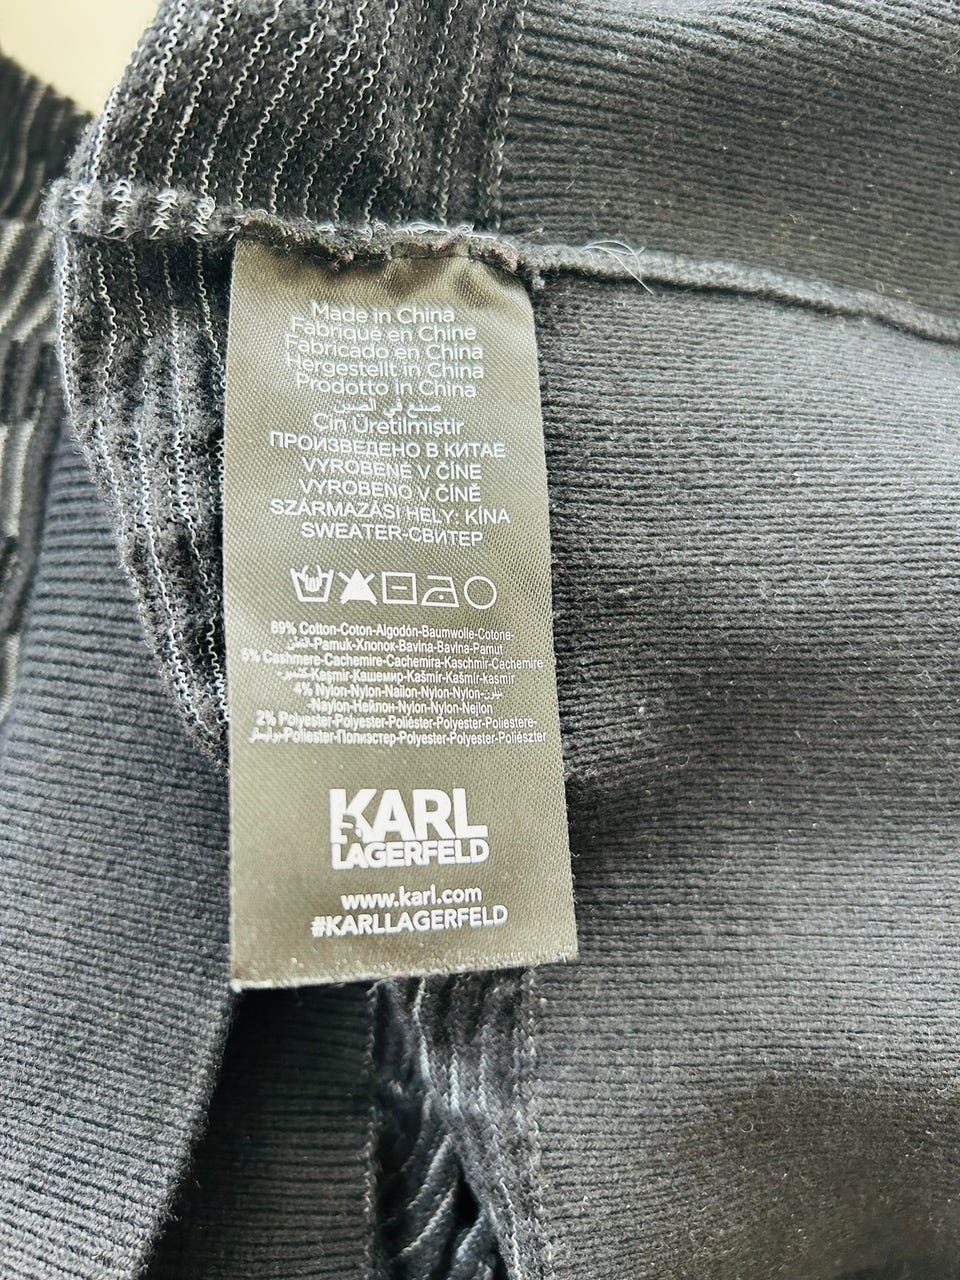 Made in China
Fabriqué en Chine
Fabricado en China
Hergestellt in China
Prodotto in China
صنع في الصين
Çin Üretilmiştir
ПРОИЗВЕДЕНО В КИТАЕ
VYROBENÉ V ČÍNE
VYROBENO V ČÍNĚ
SZÁRMAZÁSI HELY: KÍNA
SWEATER-СВИТЕР
89% Cotton-Coton-Algodón-Baumwolle-Cotone-
-Pamuk-Хлопок-Bavlna-Bavlna-Pamut
5% Cashmere-Cachemire-Cachemira-Kaschmir-Cachemire
-Kaşmir-Кашемир-Kašmír-Kašmír-kasmír
4% Nylon-Nylon-Nailon-Nylon-Nylon-نيلون
-Naylon-Нейлон-Nylon-Nylon-Nejlon
2% Polyester-Polyester-Poliéster-Polyester-Poliestere-
-Poliester-Полиэстер-Polyester-Polyester-Poliészter
KARL
LAGERFELD
www.karl.com
#KARLLAGERFELD